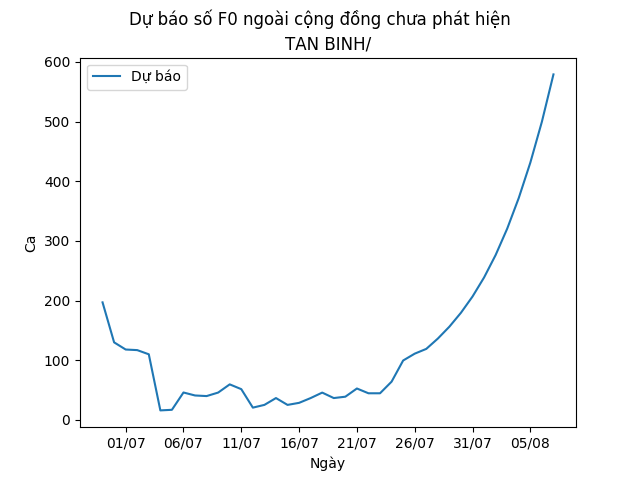 Dự báo số F0 ngoài cộng đồng chưa phát hiện
TAN BINH/
Dự báo
600
500
400
300
200
100
0
Ca
01/07 06/07 11/07 16/07 21/07 26/07 31/07 05/08
Ngày